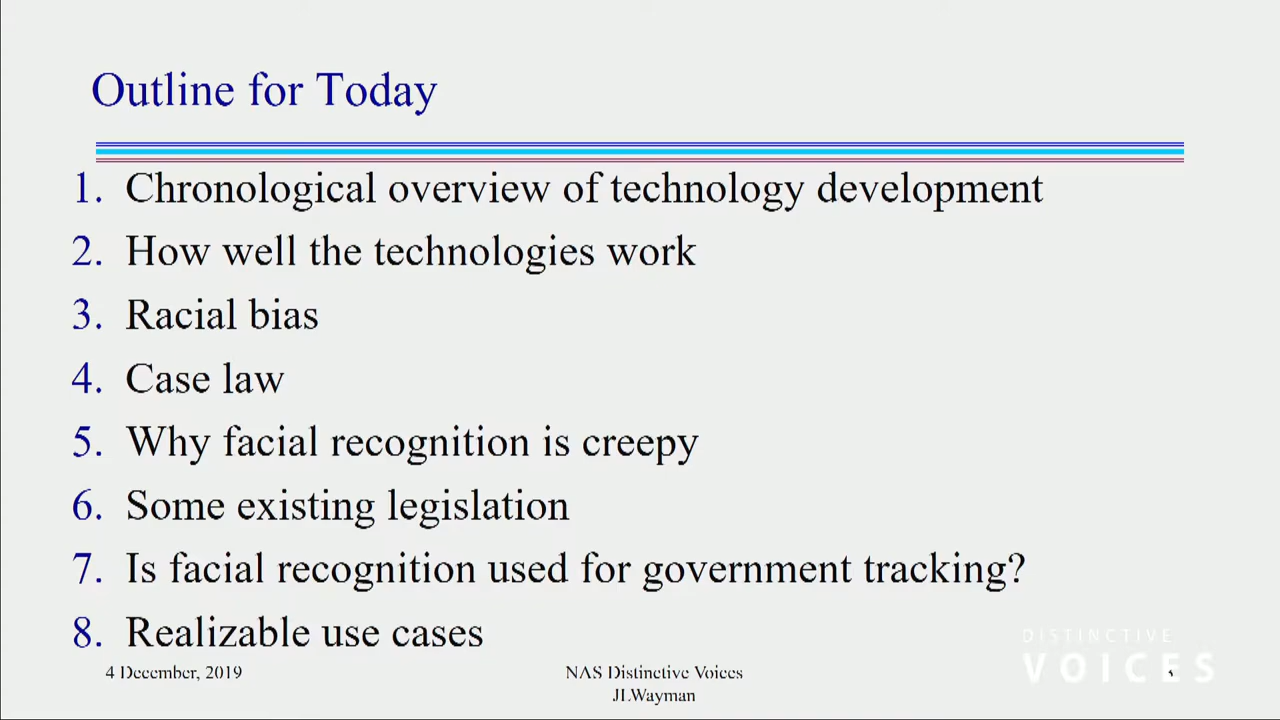 Outline for Today
1. Chronological overview of technology development
2. How well the technologies work
3. Racial bias
4. Case law
5. Why facial recognition is creepy
6. Some existing legislation
7. Is facial recognition used for government tracking?
8. Realizable use cases
4 December, 2019
NAS Distinctive Voices
JLWayman
DISTINCTIVE
VOICES